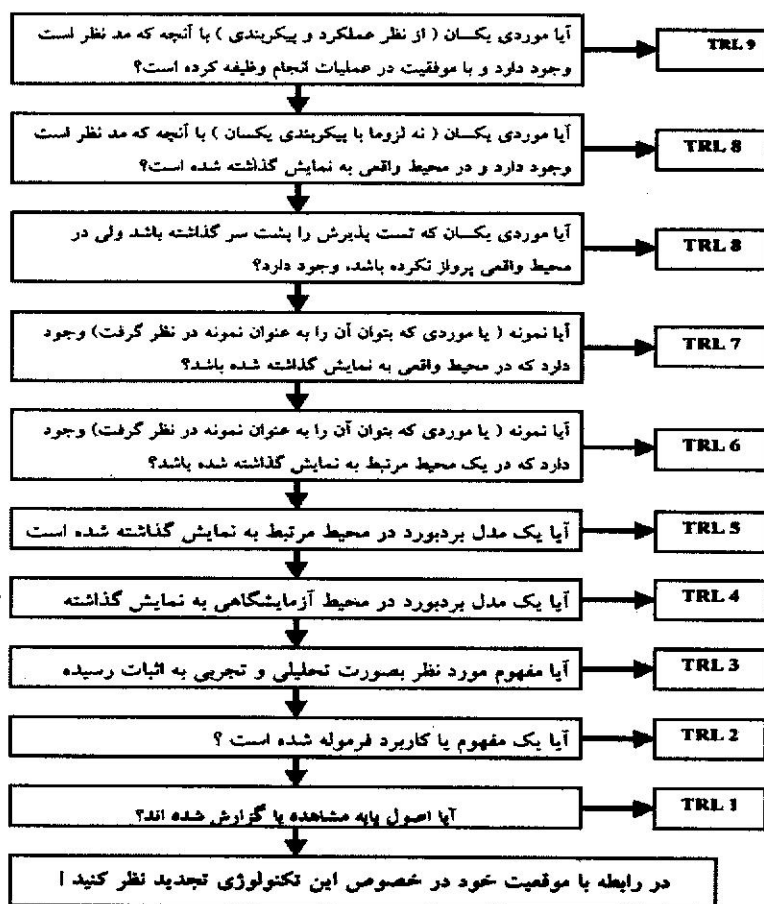 آیا موردی یکسان ( از نظر عملکرد و پیکربندی ) با آنچه که مد نظر است
وجود دارد و با موفقیت در عملیات انجام وظیفه کرده است؟
TRL 9
آیا موردی یکسان ( نه لزوما با پیکربندی یکسان ) با آنچه که مد نظر است
وجود دارد و در محیط واقعی به نمایش گذاشته شده است؟
TRL 8
آیا موردی یکسان که تست پذیرش را پشت سر گذاشته باشد ولی در
محیط واقعی پرواز نکرده باشد، وجود دارد؟
TRL 8
آیا نمونه ( یا موردی که بتوان آن را به عنوان نمونه در نظر گرفت) وجود
دارد که در محیط واقعی به نمایش گذاشته شده باشد؟
TRL 7
آیا نمونه ( یا موردی که بتوان آن را به عنوان نمونه در نظر گرفت) وجود
دارد که در یک محیط مرتبط به نمایش گذاشته شده باشد؟
TRL 6
آیا یک مدل بردبورد در محیط مرتبط به نمایش گذاشته شده است
TRL 5
آیا یک مدل بردبورد در محیط آزمایشگاهی به نمایش گذاشته
TRL 4
آیا مفهوم مورد نظر بصورت تحلیلی و تجربی به اثبات رسیده
TRL 3
آیا یک مفهوم یا کاربرد فرموله شده است ؟
TRL 2
آیا اصول پایه مشاهده یا گزارش شده اند؟
TRL 1
در رابطه با موقعیت خود در خصوص این تکنولوژی تجدید نظر کنید !